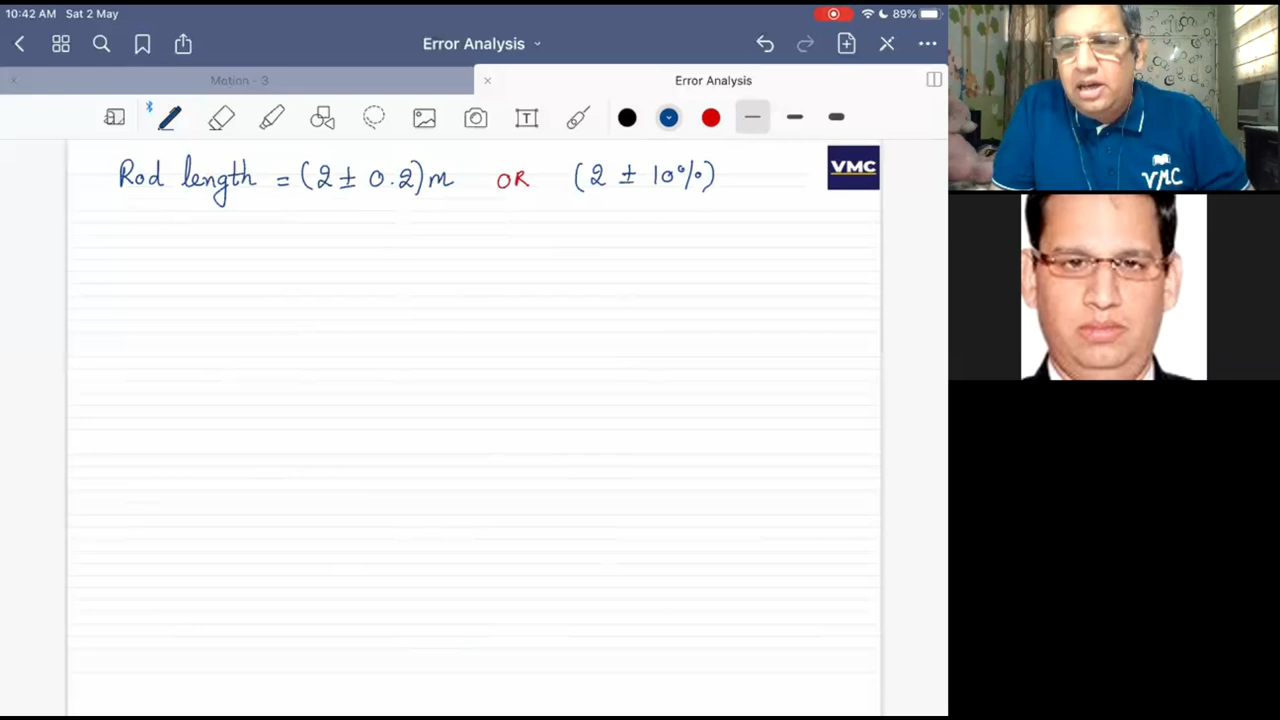 10:42 AM Sat 2 May 89%
Error Analysis
Motion - 3 Error Analysis
T
Rod length = (2 ± 0.2)m OR (2 ± 10%)
VMC
VMC